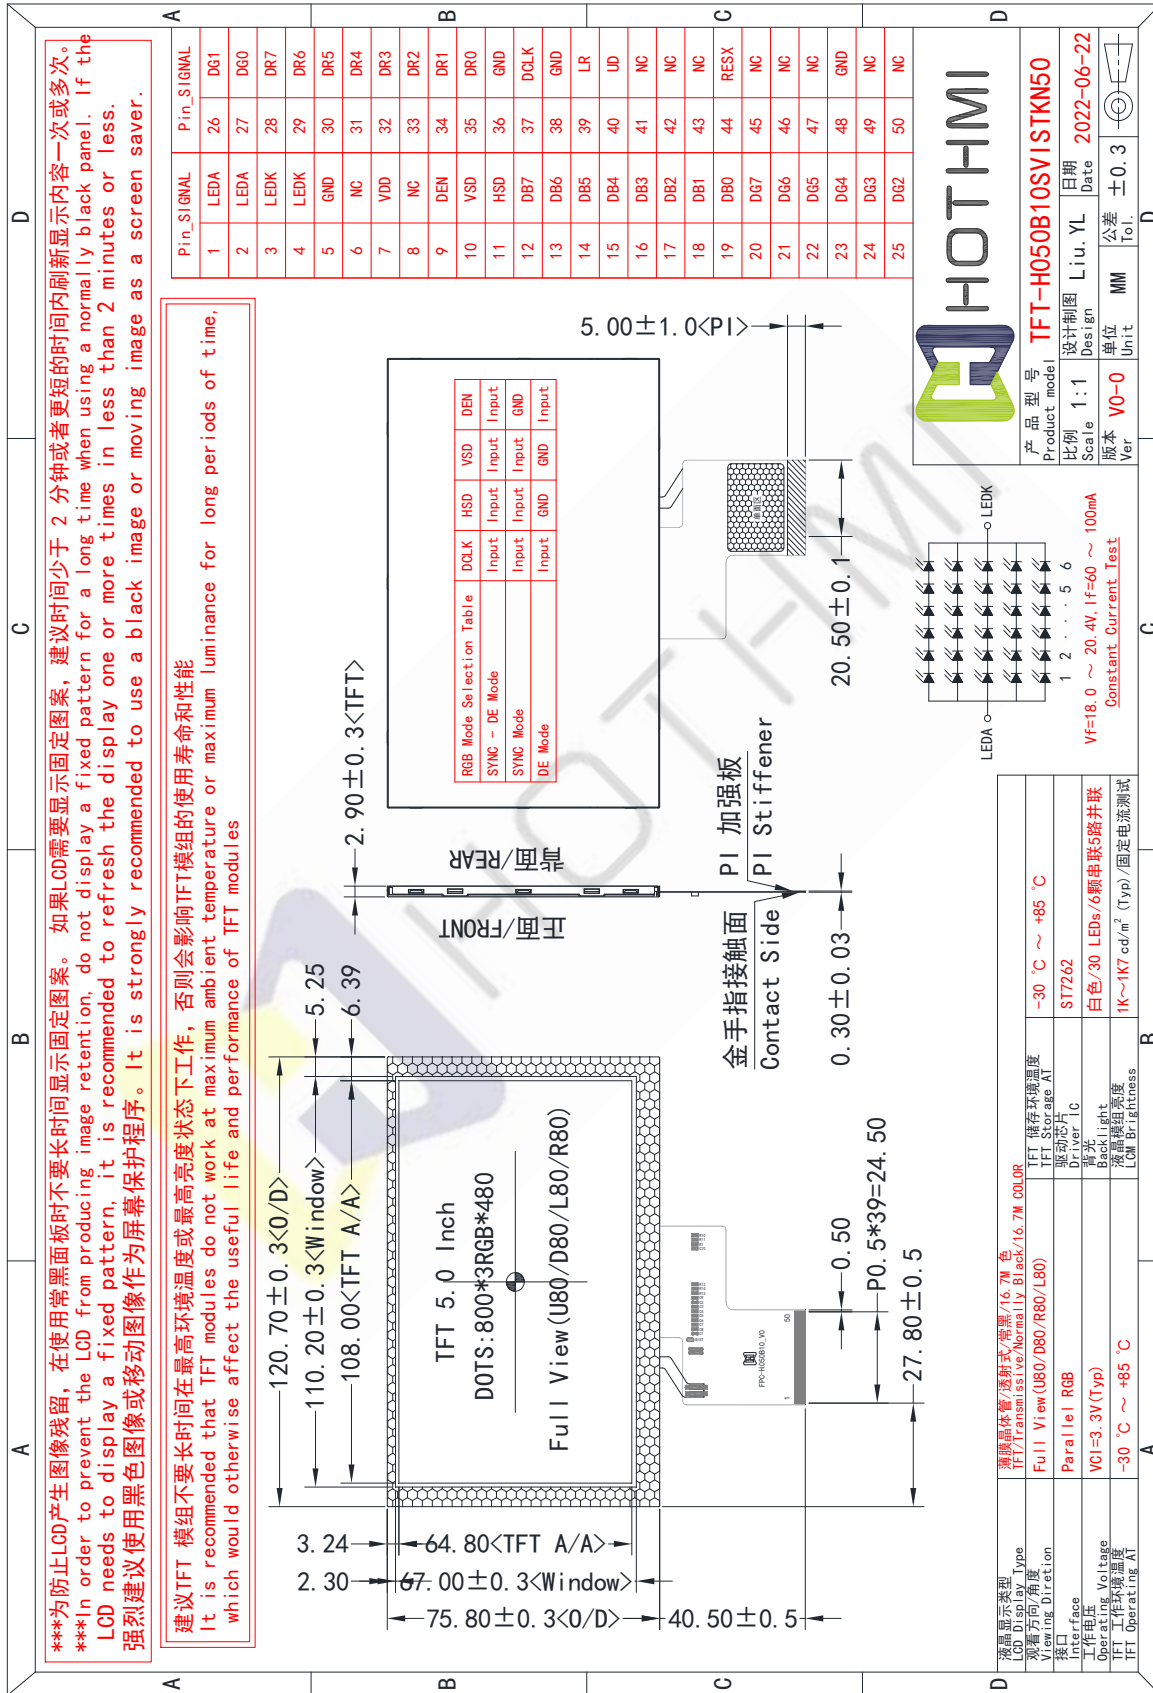 ***为防止LCD产生图像残留，在使用常黑面板时不要长时间显示固定图案。 如果LCD需要显示固定图案，建议时间少于 2 分钟或者更短的时间内刷新显示内容一次或多次。
***In order to prevent the LCD from producing image retention, do not display a fixed pattern for a long time when using a normally black panel. If the
LCD needs to display a fixed pattern, it is recommended to refresh the display one or more times in less than 2 minutes or less.
强烈建议使用黑色图像或移动图像作为屏幕保护程序。It is strongly recommended to use a black image or moving image as a screen saver.
建议TFT 模组不要长时间在最高环境温度或最高亮度状态下工作，否则会影响TFT模组的使用寿命和性能
It is recommended that TFT modules do not work at maximum ambient temperature or maximum luminance for long periods of time,
which would otherwise affect the useful life and performance of TFT modules
A
B
C
D
A
B
C
D
A
B
C
D
A
B
C
D
Pin_SIGNAL Pin_SIGNAL
1 LEDA 26 DG1
2 LEDA 27 DG0
3 LEDK 28 DR7
4 LEDK 29 DR6
5 GND 30 DR5
6 NC 31 DR4
7 VDD 32 DR3
8 NC 33 DR2
9 DEN 34 DR1
10 VSD 35 DR0
11 HSD 36 GND
12 DB7 37 DCLK
13 DB6 38 GND
14 DB5 39 LR
15 DB4 40 UD
16 DB3 41 NC
17 DB2 42 NC
18 DB1 43 NC
19 DB0 44 RESX
20 DG7 45 NC
21 DG6 46 NC
22 DG5 47 NC
23 DG4 48 GND
24 DG3 49 NC
25 DG2 50 NC
120.70±0.3<O/D>
110.20±0.3<Window>
5.25
108.00<TFT A/A>
6.39
3.24
64.80<TFT A/A>
2.30
67.00±0.3<Window>
75.80±0.3<O/D>
40.50±0.5
TFT 5.0 Inch
DOTS:800*3RGB*480
Full View(U80/D80/L80/R80)
FPC-H050B10_V0
1
50
0.50
P0.5*39=24.50
27.80±0.5
2.90±0.3<TFT>
正面/FRONT
背面/REAR
金手指接触面
Contact Side
PI 加强板
PI Stiffener
0.30±0.03
RGB Mode Selection Table DCLK HSD VSD DEN
SYNC - DE Mode Input Input Input Input
SYNC Mode Input Input Input GND
DE Mode Input GND GND Input
5.00±1.0<PI>
20.50±0.1
HOTHMI
LEDA
LEDK
1 2 · · 5 6
Vf=18.0 ～ 20.4V,If=60 ～ 100mA
Constant Current Test
液晶显示类型
LCD Display Type
薄膜晶体管/透射式/常黑/16.7M 色
TFT/Transmissive/Normally Black/16.7M COLOR
观看方向/角度
Viewing Diretion
Full View(U80/D80/R80/L80)
接口
Interface
Parallel RGB
工作电压
Operating Voltage
VCI=3.3V(Typ)
TFT 工作环境温度
TFT Operating AT
-30 ℃ ～ +85 ℃
TFT 储存环境温度
TFT Storage AT
-30 ℃ ～ +85 ℃
驱动芯片
Driver IC
ST7262
背光
Backlight
白色/30 LEDs/6颗串联5路并联
液晶模组亮度
LCM Brightness
1K～1K7 cd/m² (Typ)/固定电流测试
HOTHMI
产 品 型 号
Product model
TFT-H050B10SVISTKN50
比例
Scale
1:1
设计制图
Design
Liu.YL
日期
Date
2022-06-22
版本
Ver
V0-0
单位
Unit
MM
公差
Tol.
±0.3